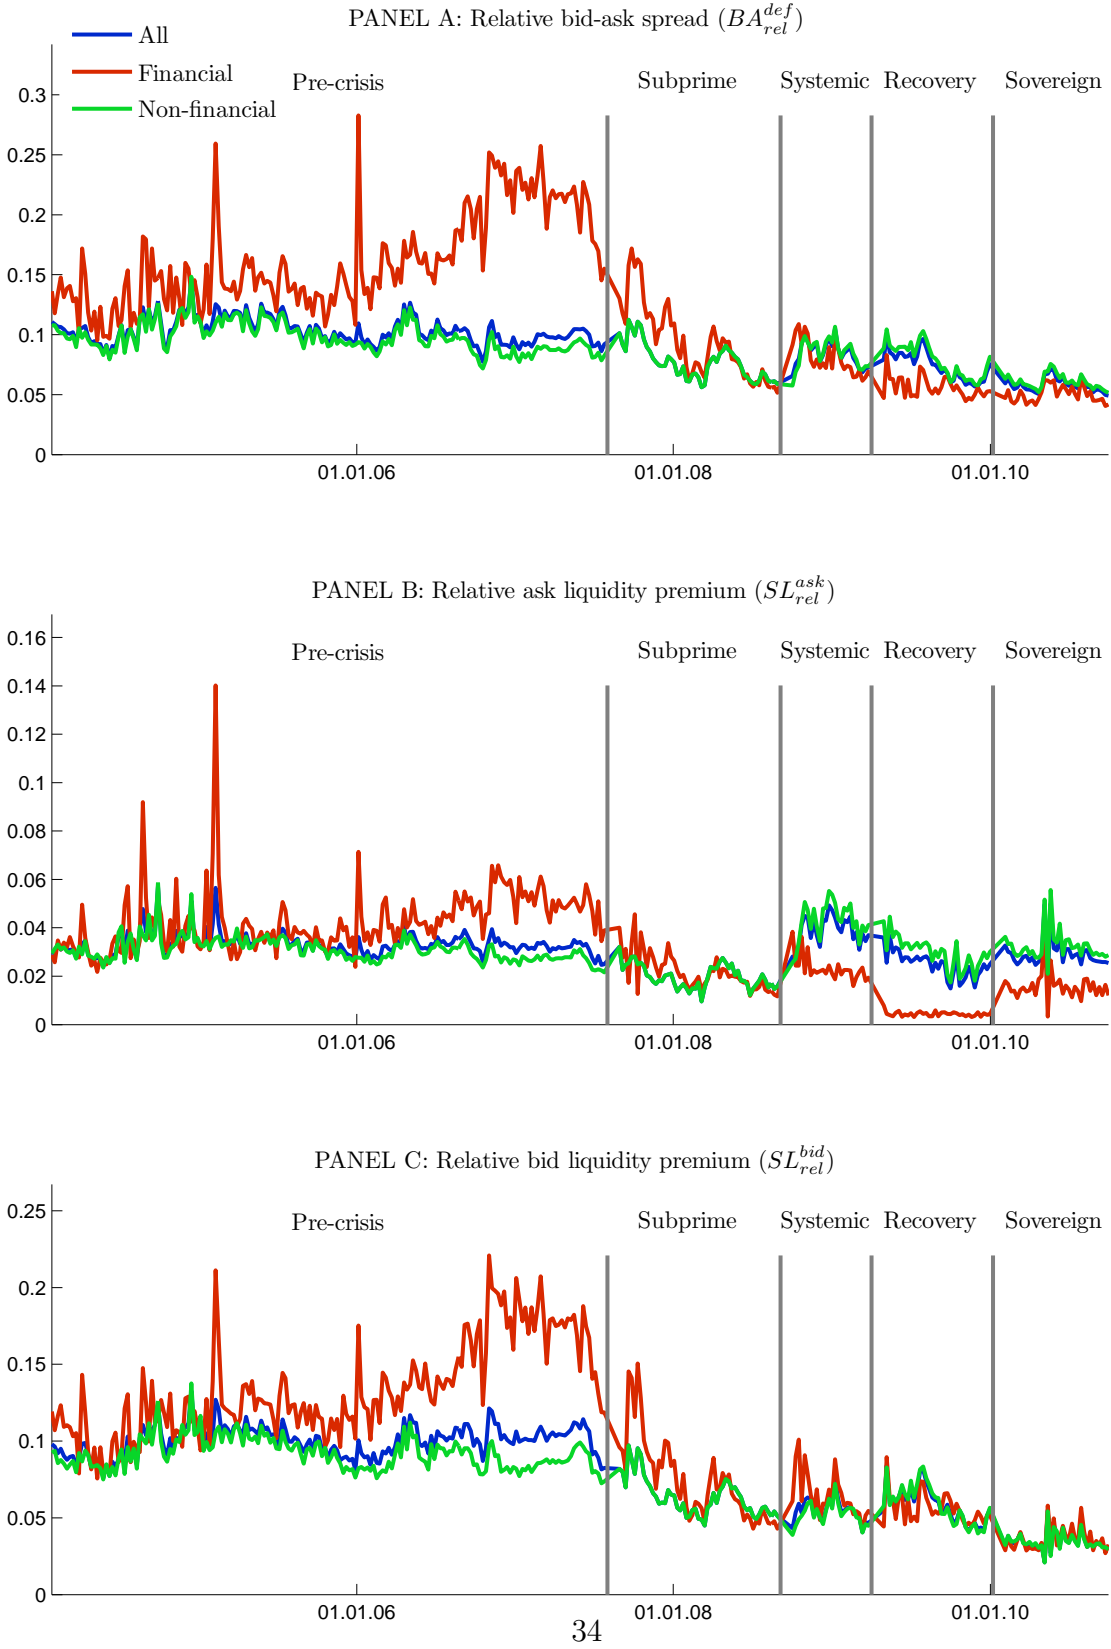 PANEL A: Relative bid-ask spread (BA_{rel}^{def})
All
Financial
Non-financial
Pre-crisis
Subprime
Systemic
Recovery
Sovereign
0.3
0.25
0.2
0.15
0.1
0.05
0
01.01.06
01.01.08
01.01.10
PANEL B: Relative ask liquidity premium (SL_{rel}^{ask})
Pre-crisis
Subprime
Systemic
Recovery
Sovereign
0.16
0.14
0.12
0.1
0.08
0.06
0.04
0.02
0
01.01.06
01.01.08
01.01.10
PANEL C: Relative bid liquidity premium (SL_{rel}^{bid})
Pre-crisis
Subprime
Systemic
Recovery
Sovereign
0.25
0.2
0.15
0.1
0.05
0
01.01.06
01.01.08
01.01.10
34